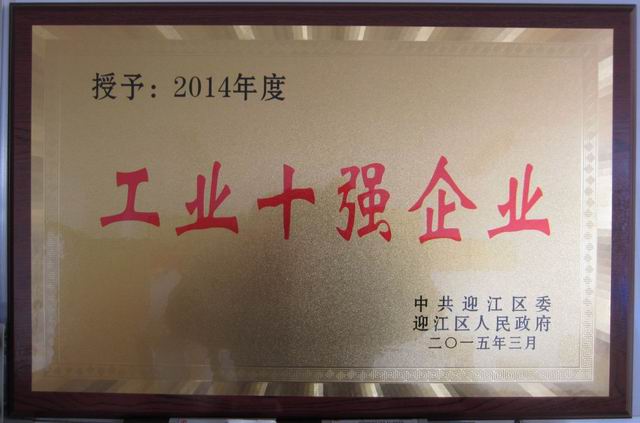 授予：2014年度
工业十强企业
中共迎江区委
迎江区人民政府
二〇一五年三月